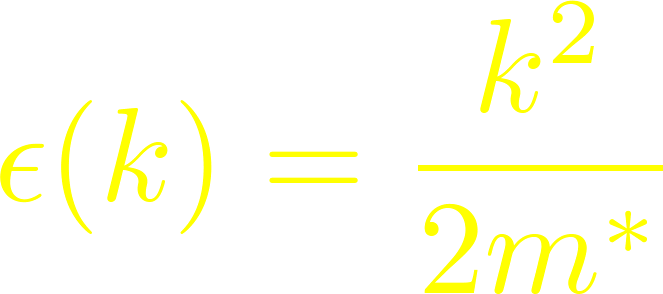 ϵ(k) = k² / 2m*